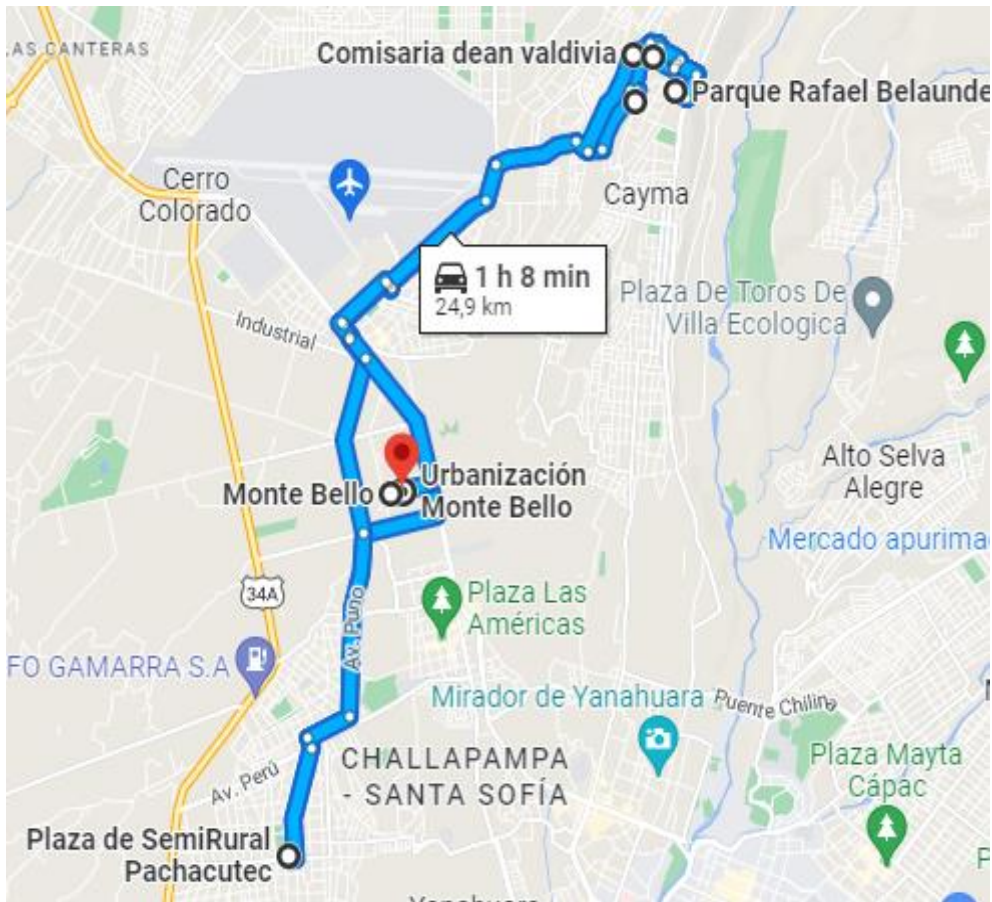 AS CANTERAS
Comisaria dean valdivia
Parque Rafael Belaunde
Cerro
Colorado
Cayma
1 h 8 min
24,9 km
Plaza De Toros De
Villa Ecologica
Industrial
Alto Selva
Alegre
Monte Bello
Urbanización
Monte Bello
Mercado apurima
34A
Plaza Las
Américas
Av. Puno
FO GAMARRA S.A
Mirador de Yanahuara
Puente Chilina
CHALLAPAMPA
- SANTA SOFÍA
Plaza Mayta
Cápac
Av. Perú
Plaza de SemiRural
Pachacutec